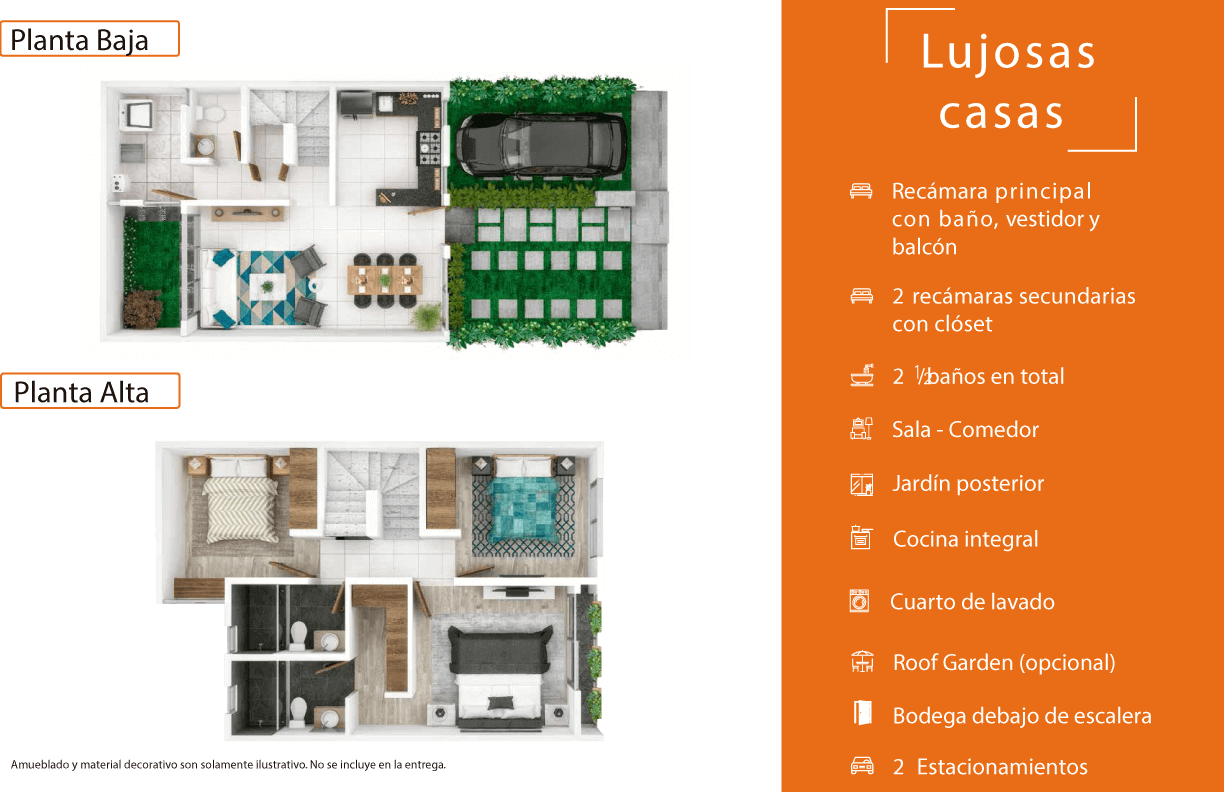 Planta Baja
Planta Alta
Amueblado y material decorativo son solamente ilustrativo. No se incluye en la entrega.
Lujosas
casas
Recámara principal
con baño, vestidor y
balcón
2 recámaras secundarias
con clóset
2 1/2 baños en total
Sala - Comedor
Jardín posterior
Cocina integral
Cuarto de lavado
Roof Garden (opcional)
Bodega debajo de escalera
2 Estacionamientos